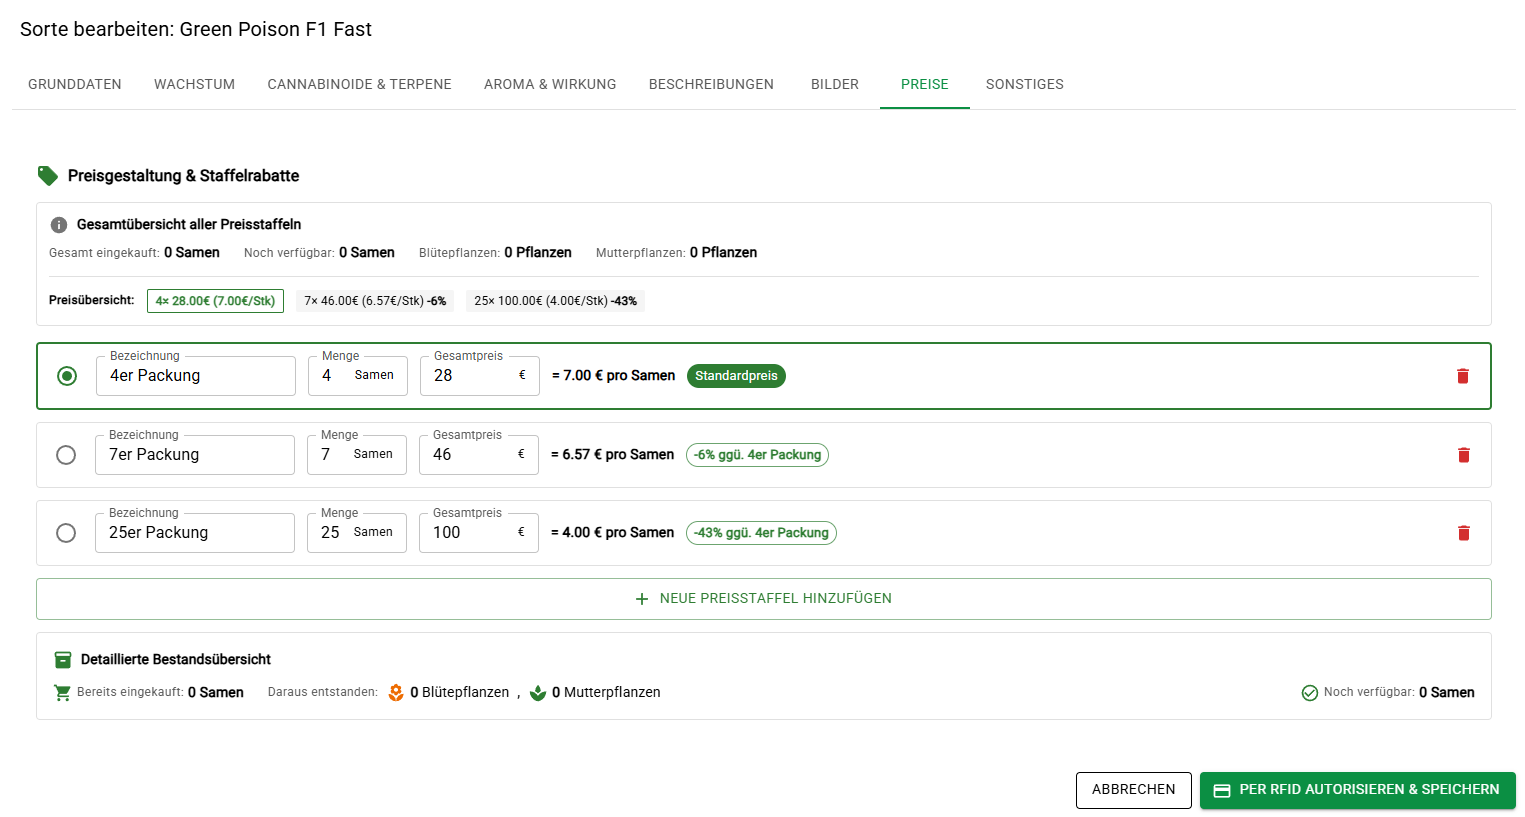 Sorte bearbeiten: Green Poison F1 Fast
GRUNDDATEN WACHSTUM CANNABINOIDE & TERPENE AROMA & WIRKUNG BESCHREIBUNGEN BILDER PREISE SONSTIGES
Preisgestaltung & Staffelrabatte
Gesamtübersicht aller Preisstaffeln
Gesamt eingekauft: 0 Samen Noch verfügbar: 0 Samen Blütepflanzen: 0 Pflanzen Mutterpflanzen: 0 Pflanzen
Preisübersicht: 4× 28.00€ (7.00€/Stk) 7× 46.00€ (6.57€/Stk) -6% 25× 100.00€ (4.00€/Stk) -43%
Bezeichnung Menge Gesamtpreis
4er Packung 4 Samen 28 € = 7.00 € pro Samen Standardpreis
Bezeichnung Menge Gesamtpreis
7er Packung 7 Samen 46 € = 6.57 € pro Samen -6% ggü. 4er Packung
Bezeichnung Menge Gesamtpreis
25er Packung 25 Samen 100 € = 4.00 € pro Samen -43% ggü. 4er Packung
+ NEUE PREISSTAFFEL HINZUFÜGEN
Detaillierte Bestandsübersicht
Bereits eingekauft: 0 Samen Daraus entstanden: 0 Blütepflanzen , 0 Mutterpflanzen Noch verfügbar: 0 Samen
ABBRECHEN PER RFID AUTORISIEREN & SPEICHERN